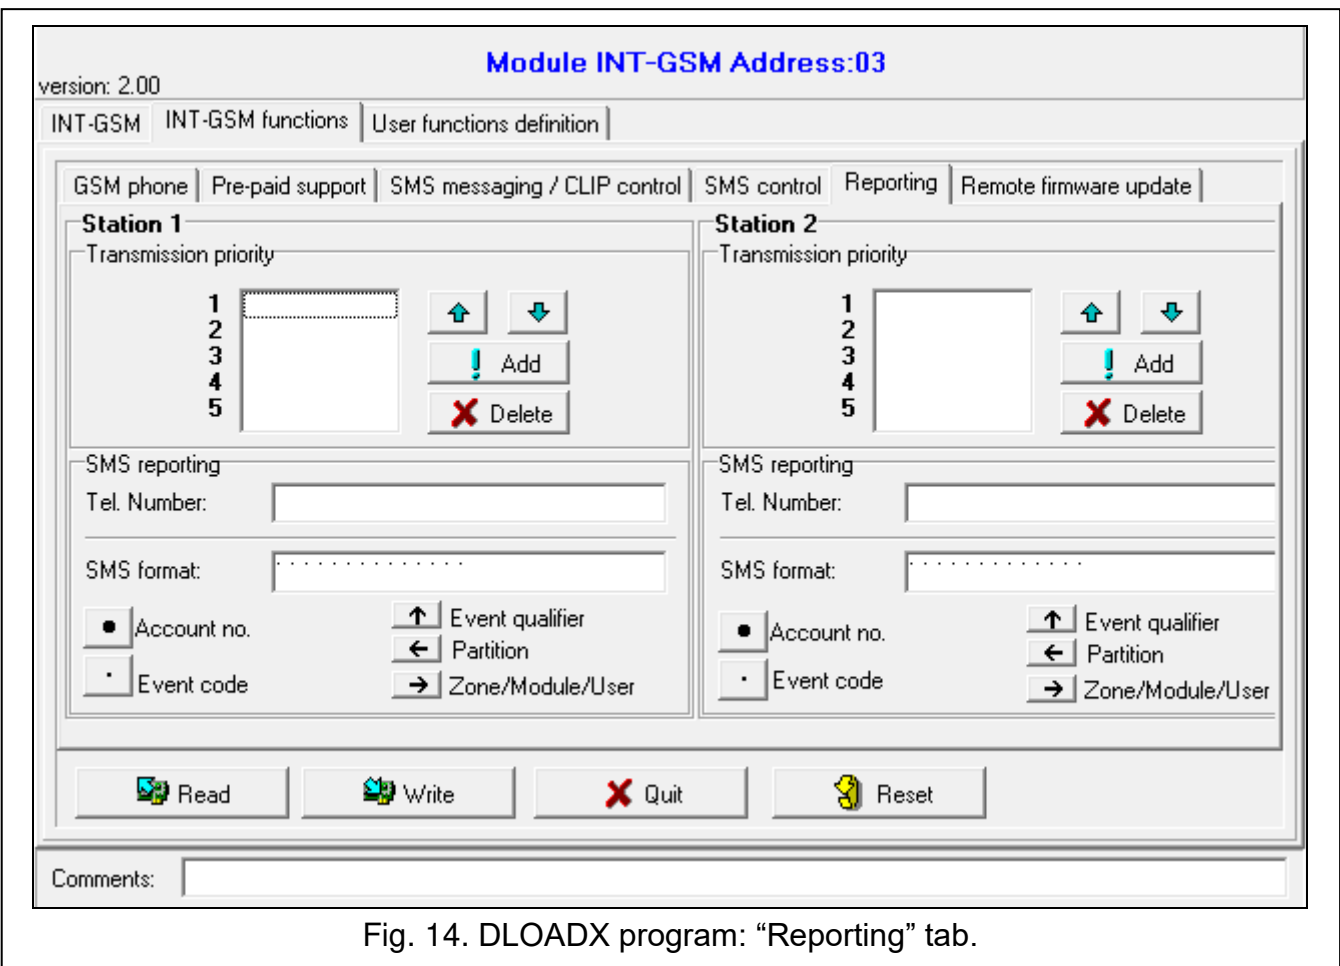 Module INT-GSM Address:03
version: 2.00
INT-GSM INT-GSM functions User functions definition
GSM phone Pre-paid support SMS messaging / CLIP control SMS control Reporting Remote firmware update
Station 1
Transmission priority
1
2
3
4
5
Add
Delete
SMS reporting
Tel. Number:
SMS format: . . . . . . . . . . . . . .
Account no.
Event code
Event qualifier
Partition
Zone/Module/User
Station 2
Transmission priority
1
2
3
4
5
Add
Delete
SMS reporting
Tel. Number:
SMS format: . . . . . . . . . . . . .
Account no.
Event code
Event qualifier
Partition
Zone/Module/User
Read Write Quit Reset
Comments:
Fig. 14. DLOADX program: “Reporting” tab.